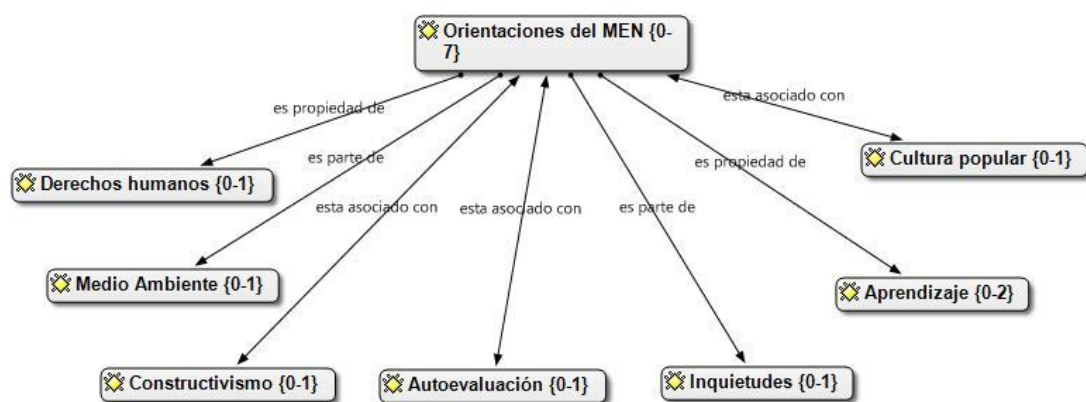 Orientaciones del MEN {0-
7}
esta asociado con
es propiedad de
es parte de
es propiedad de
Cultura popular {0-1}
Derechos humanos {0-1}
esta asociado con
esta asociado con
es parte de
Medio Ambiente {0-1}
Aprendizaje {0-2}
Constructivismo {0-1}
Autoevaluación {0-1}
Inquietudes {0-1}